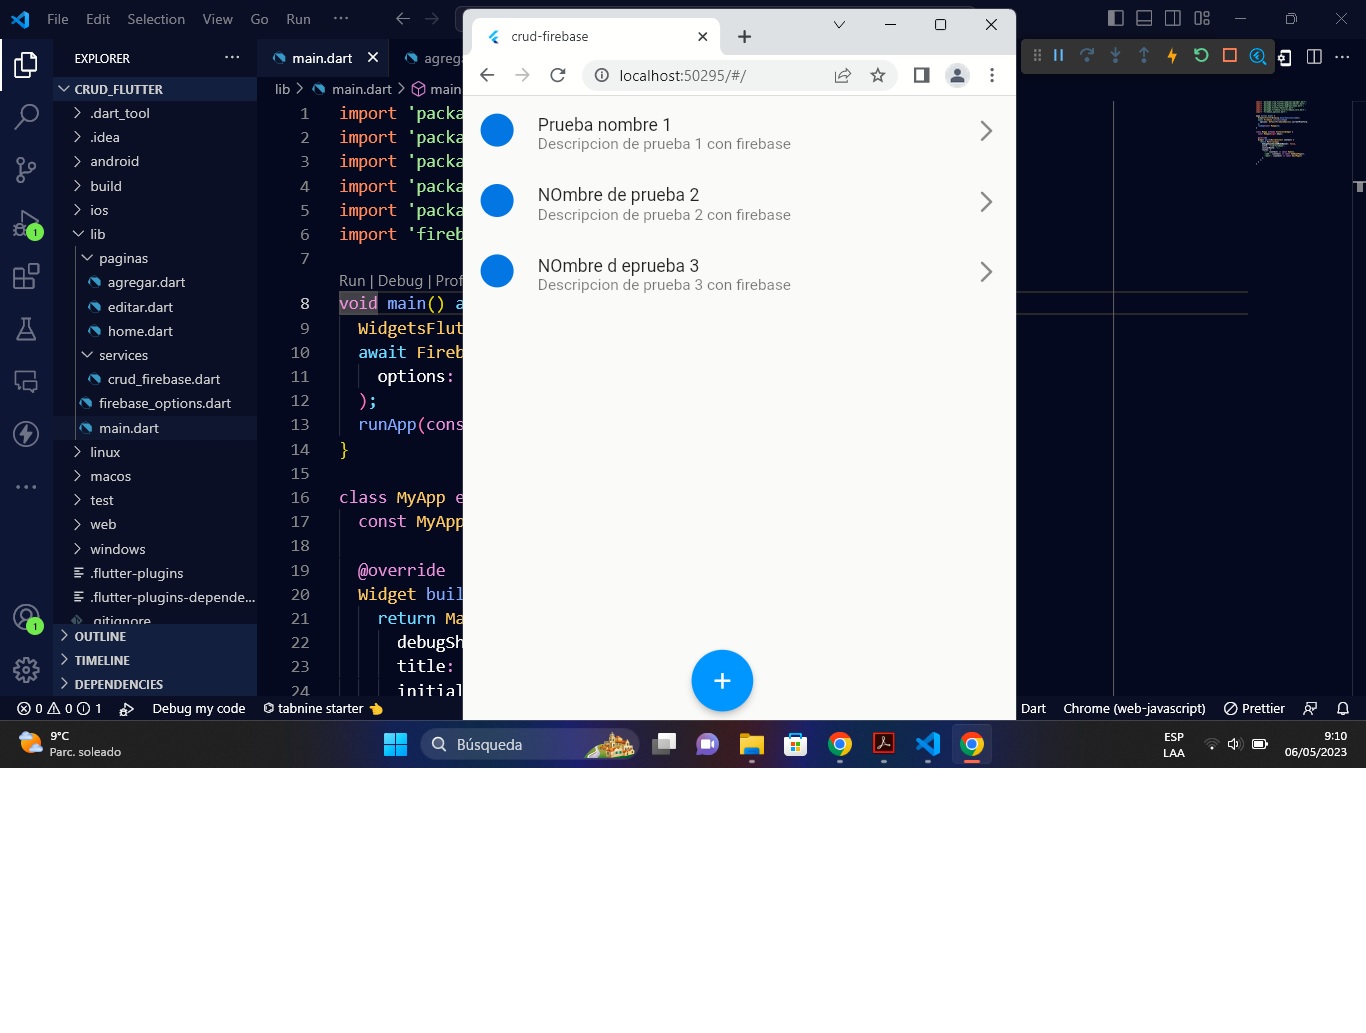 File Edit Selection View Go Run ···
crud-firebase
localhost:50295/#/
EXPLORER
CRUD_FLUTTER
.dart_tool
.idea
android
build
ios
lib
paginas
agregar.dart
editar.dart
home.dart
services
crud_firebase.dart
firebase_options.dart
main.dart
linux
macos
test
web
windows
.flutter-plugins
.flutter-plugins-depende...
.gitignore
OUTLINE
TIMELINE
DEPENDENCIES
main.dart agrega
lib > main.dart > main
1 import 'packa
2 import 'packa
3 import 'packa
4 import 'packa
5 import 'packa
6 import 'fireb
7
Run | Debug | Prof
8 void main() a
9 WidgetsFlut
10 await Fireb
11 options:
12 );
13 runApp(cons
14 }
15
16 class MyApp e
17 const MyApp
18
19 @override
20 Widget buil
21 return Ma
22 debugSh
23 title:
24 initial
Prueba nombre 1
Descripcion de prueba 1 con firebase
NOmbre de prueba 2
Descripcion de prueba 2 con firebase
NOmbre d eprueba 3
Descripcion de prueba 3 con firebase
+
0 0 1 Debug my code tabnine starter Dart Chrome (web-javascript) Prettier
1
1
9°C
Parc. soleado
Búsqueda
ESP
LAA
9:10
06/05/2023